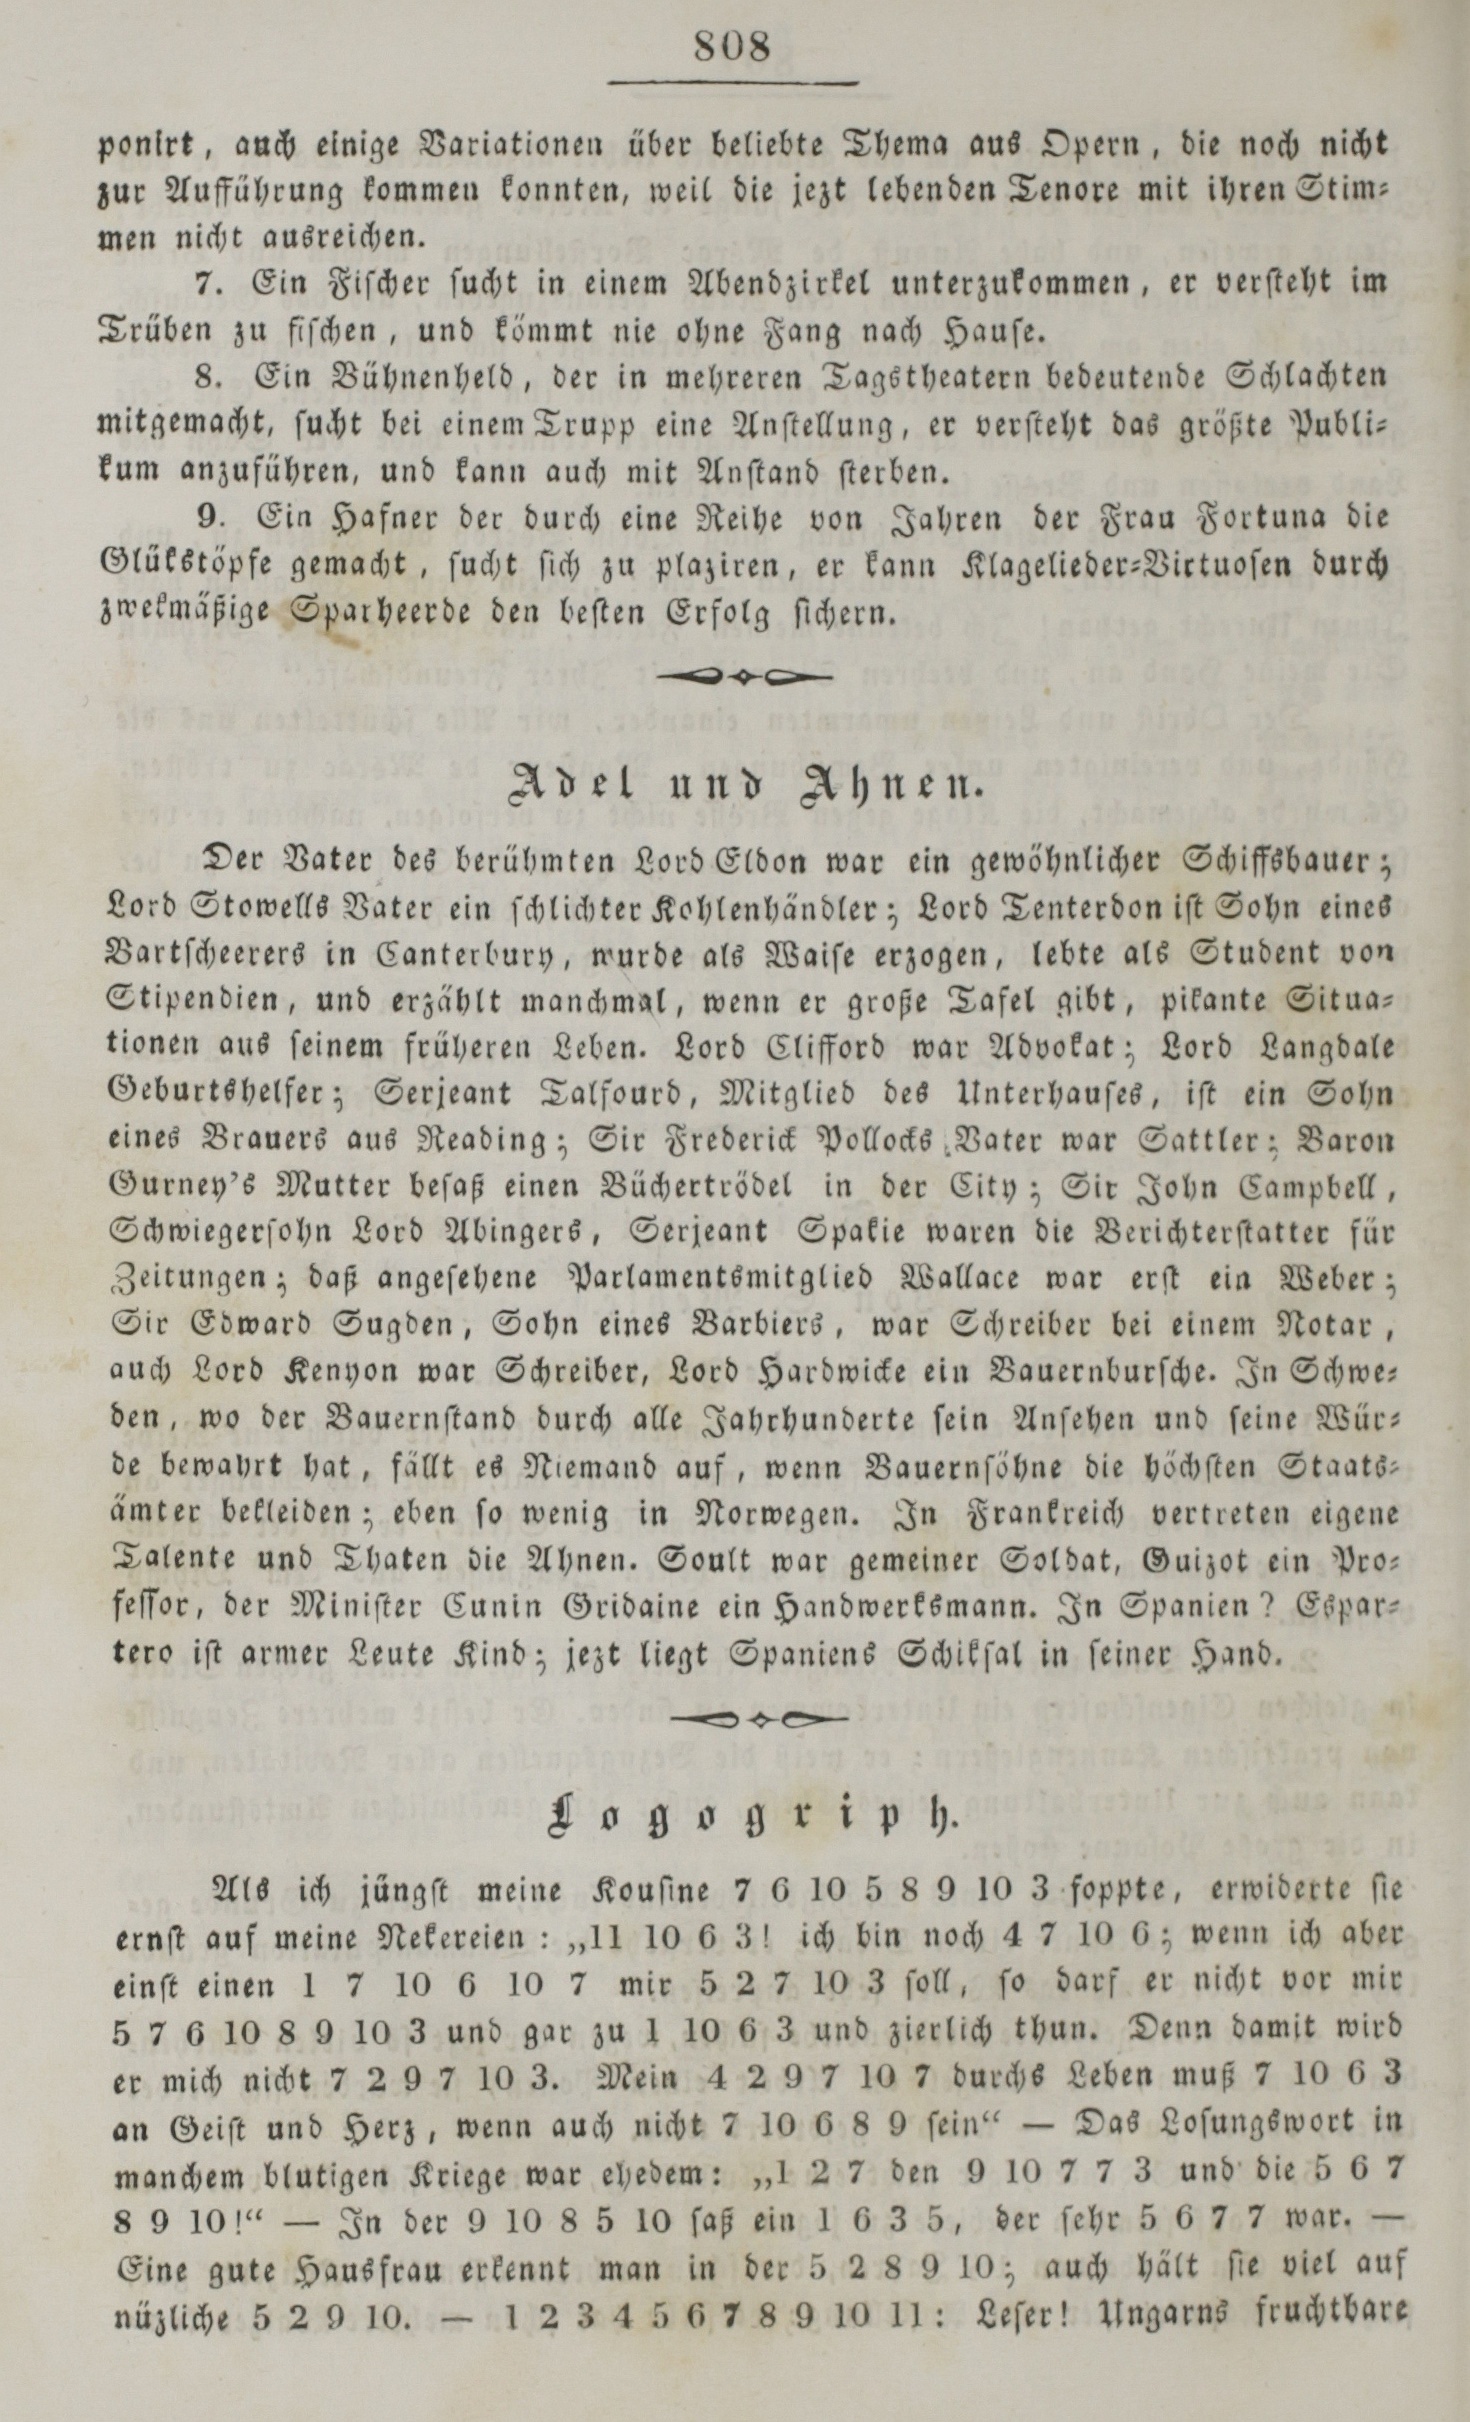 808
ponirt, auch einige Variationen über beliebte Thema aus Opern, die noch nicht
zur Aufführung kommen konnten, weil die jezt lebenden Tenore mit ihren Stim-
men nicht ausreichen.
7. Ein Fischer sucht in einem Abendzirkel unterzukommen, er versteht im
Trüben zu fischen, und kömmt nie ohne Fang nach Hause.
8. Ein Bühnenheld, der in mehreren Tagstheatern bedeutende Schlachten
mitgemacht, sucht bei einem Trupp eine Anstellung, er versteht das größte Publi-
kum anzuführen, und kann auch mit Anstand sterben.
9. Ein Hafner der durch eine Reihe von Jahren der Frau Fortuna die
Glükstöpfe gemacht, sucht sich zu plaziren, er kann Klagelieder-Virtuosen durch
zwekmäßige Sparheerde den besten Erfolg sichern.
Adel und Ahnen.
Der Vater des berühmten Lord Eldon war ein gewöhnlicher Schiffsbauer;
Lord Stowells Vater ein schlichter Kohlenhändler; Lord Tenterdon ist Sohn eines
Bartscheerers in Canterbury, wurde als Waise erzogen, lebte als Student von
Stipendien, und erzählt manchmal, wenn er große Tafel gibt, pikante Situa-
tionen aus seinem früheren Leben. Lord Clifford war Advokat; Lord Langdale
Geburtshelfer; Serjeant Talfourd, Mitglied des Unterhauses, ist ein Sohn
eines Brauers aus Reading; Sir Frederick Pollocks Vater war Sattler; Baron
Gurney's Mutter besaß einen Büchertrödel in der City; Sir John Campbell,
Schwiegersohn Lord Abingers, Serjeant Spakie waren die Berichterstatter für
Zeitungen; daß angesehene Parlamentsmitglied Wallace war erst ein Weber;
Sir Edward Sugden, Sohn eines Barbiers, war Schreiber bei einem Notar,
auch Lord Kenyon war Schreiber, Lord Hardwicke ein Bauernbursche. In Schwe-
den, wo der Bauernstand durch alle Jahrhunderte sein Ansehen und seine Wür-
de bewahrt hat, fällt es Niemand auf, wenn Bauernsöhne die höchsten Staats-
ämter bekleiden; eben so wenig in Norwegen. In Frankreich vertreten eigene
Talente und Thaten die Ahnen. Soult war gemeiner Soldat, Guizot ein Pro-
fessor, der Minister Cunin Gridaine ein Handwerksmann. In Spanien? Espar-
tero ist armer Leute Kind; jezt liegt Spaniens Schiksal in seiner Hand.
Logogriph.
Als ich jüngst meine Kousine 7 6 10 5 8 9 10 3 foppte, erwiderte sie
ernst auf meine Nekereien: „11 10 6 3! ich bin noch 4 7 10 6; wenn ich aber
einst einen 1 7 10 6 10 7 mir 5 2 7 10 3 soll, so darf er nicht vor mir
5 7 6 10 8 9 10 3 und gar zu 1 10 6 3 und zierlich thun. Denn damit wird
er mich nicht 7 2 9 7 10 3. Mein 4 2 9 7 10 7 durchs Leben muß 7 10 6 3
an Geist und Herz, wenn auch nicht 7 10 6 8 9 sein“ — Das Losungswort in
manchem blutigen Kriege war ehedem: „1 2 7 den 9 10 7 7 3 und die 5 6 7
8 9 10!“ — In der 9 10 8 5 10 saß ein 1 6 3 5, der sehr 5 6 7 7 war. —
Eine gute Hausfrau erkennt man in der 5 2 8 9 10; auch hält sie viel auf
nüzliche 5 2 9 10. — 1 2 3 4 5 6 7 8 9 10 11: Leser! Ungarns fruchtbare